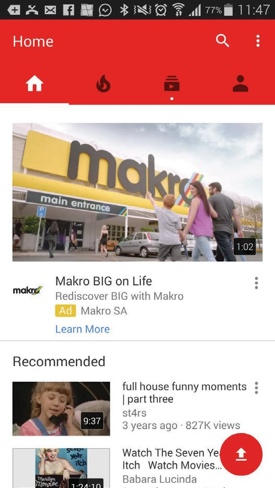 77% 11:47
Home
makro
main entrance
1:02
makro
Makro BIG on Life
Rediscover BIG with Makro
Ad Makro SA
Learn More
Recommended
9:37
full house funny moments
| part three
st4rs
3 years ago · 827K views
1:24:10
Watch The Seven Ye
Itch Watch Movies...
Babara Lucinda